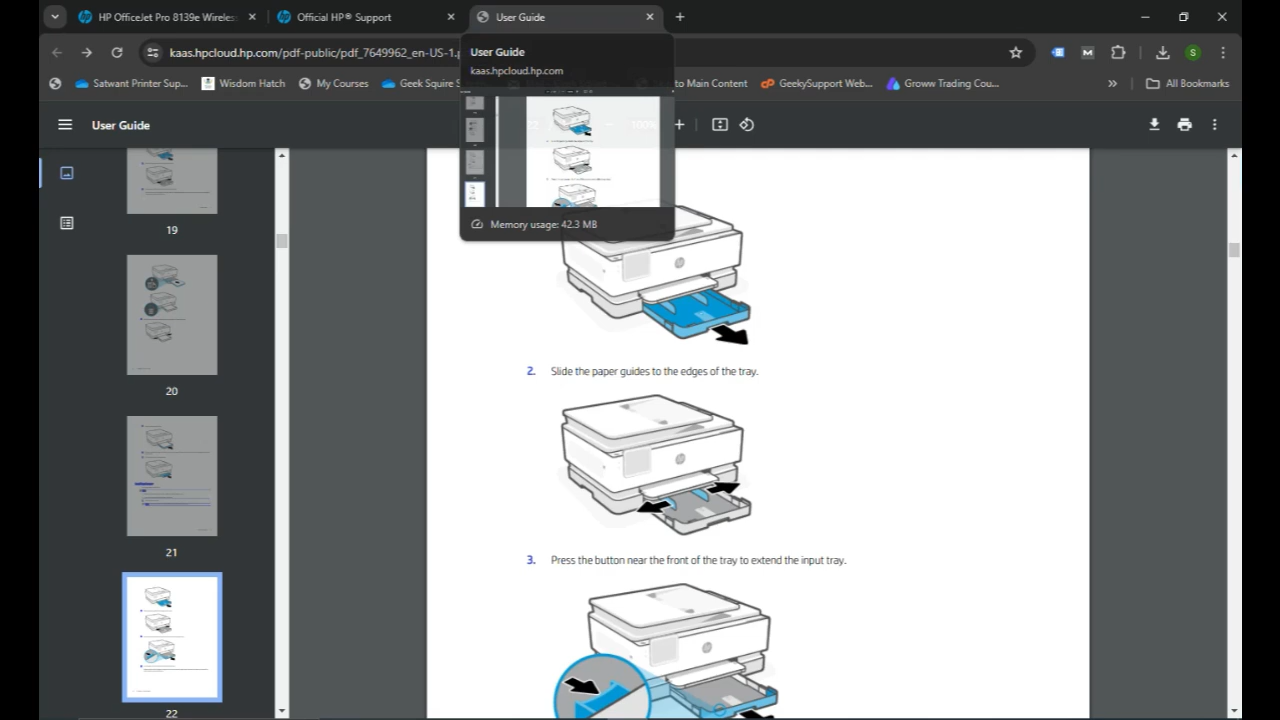 HP OfficeJet Pro 8139e Wireles
Official HP® Support
User Guide
kaas.hpcloud.hp.com/pdf-public/pdf_7649962_en-US-1.p
S
User Guide
kaas.hpcloud.hp.com
Satwant Printer Sup...
Wisdom Hatch
My Courses
Geek Squire S
to Main Content
GeekySupport Web...
Groww Trading Cou...
All Bookmarks
User Guide
22
100%
Memory usage: 42.3 MB
19
20
21
22
2. Slide the paper guides to the edges of the tray.
3. Press the button near the front of the tray to extend the input tray.